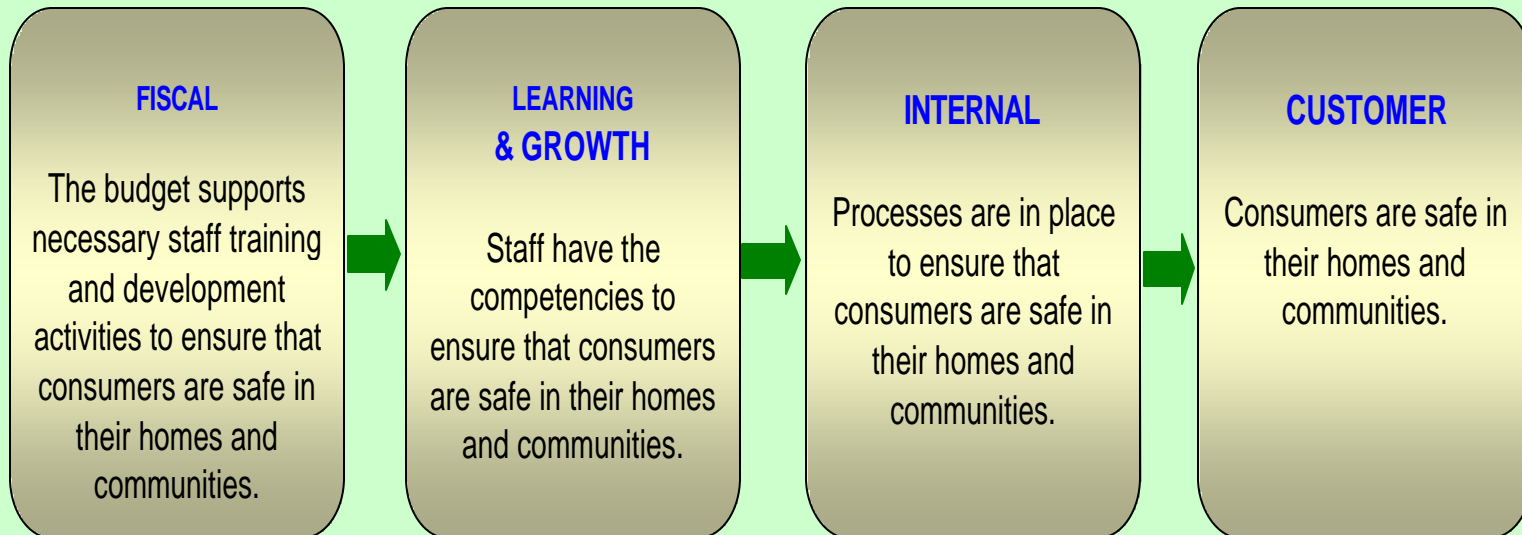 FISCAL
The budget supports
necessary staff training
and development
activities to ensure that
consumers are safe in
their homes and
communities.
LEARNING
& GROWTH
Staff have the
competencies to
ensure that consumers
are safe in their homes
and communities.
INTERNAL
Processes are in place
to ensure that
consumers are safe in
their homes and
communities.
CUSTOMER
Consumers are safe in
their homes and
communities.